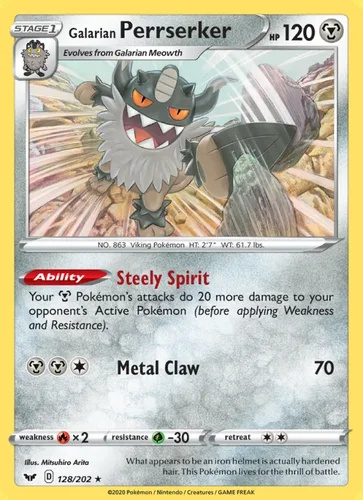 STAGE 1
Galarian Perrserker HP 120
Evolves from Galarian Meowth
NO. 863 Viking Pokémon HT: 2'7" WT: 61.7 lbs.
Ability Steely Spirit
Your Pokémon's attacks do 20 more damage to your
opponent's Active Pokémon (before applying Weakness
and Resistance).
Metal Claw 70
weakness ×2 resistance -30 retreat
Illus. Mitsuhiro Arita
What appears to be an iron helmet is actually hardened
hair. This Pokémon lives for the thrill of battle.
D 128/202 ★
©2020 Pokémon / Nintendo / Creatures / GAME FREAK